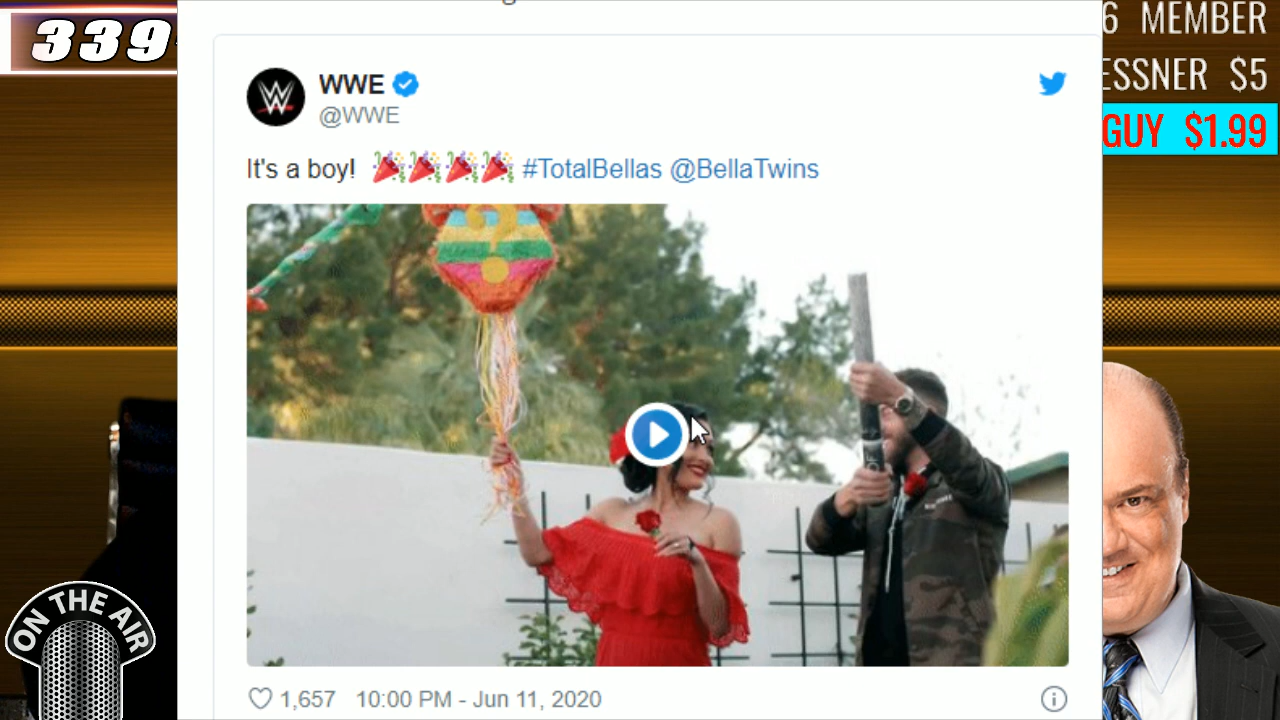 339
6 MEMBER
ESSNER $5
GUY $1.99
WWE
@WWE
It's a boy! 🎉🎉🎉🎉 #TotalBellas @BellaTwins
1,657 10:00 PM - Jun 11, 2020
ON THE AIR